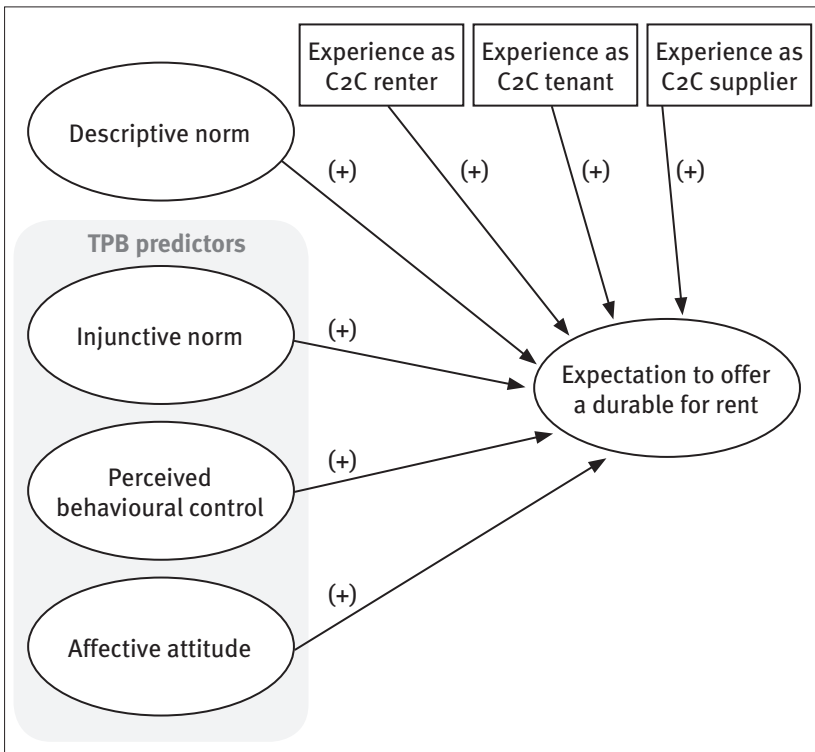 Experience as
C2C renter
Experience as
C2C tenant
Experience as
C2C supplier
Descriptive norm
(+)
(+)
(+)
(+)
TPB predictors
Injunctive norm
(+)
Expectation to offer
a durable for rent
Perceived
behavioural control
(+)
Affective attitude
(+)